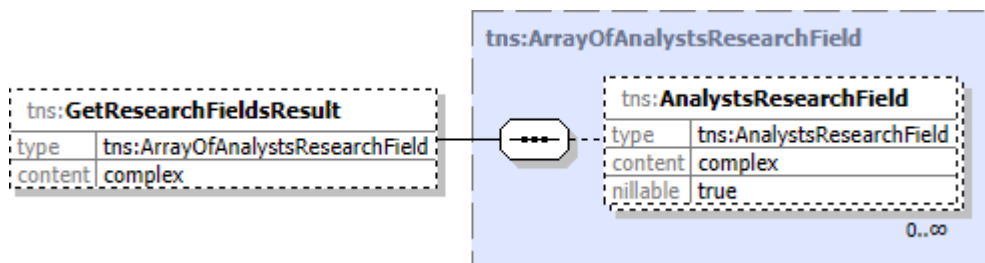 tns:ArrayOfAnalystsResearchField
tns:GetResearchFieldsResult
type tns:ArrayOfAnalystsResearchField
content complex
tns:AnalystsResearchField
type tns:AnalystsResearchField
content complex
nillable true
0..∞